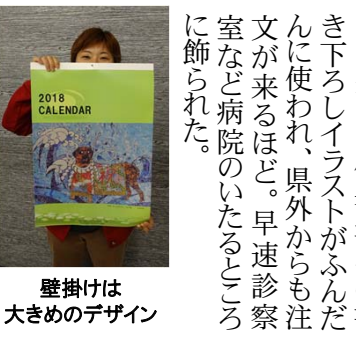 き下ろしイラストがふんだ
んに使われ、県外からも注
文が来るほど。早速診察
室など病院のいたるところ
に飾られた。
2018
CALENDAR
壁掛けは
大きめのデザイン